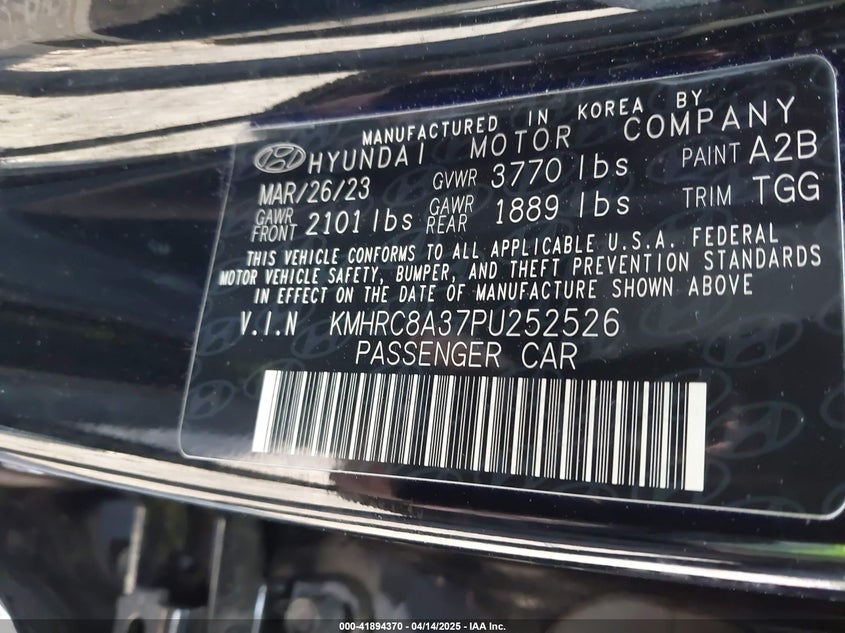 MANUFACTURED IN KOREA BY
HYUNDAI MOTOR COMPANY
MAR/26/23 GVWR 3770 lbs PAINT A2B
GAWR FRONT 2101 lbs GAWR REAR 1889 lbs TRIM TGG
THIS VEHICLE CONFORMS TO ALL APPLICABLE U.S.A. FEDERAL
MOTOR VEHICLE SAFETY, BUMPER, AND THEFT PREVENTION STANDARDS
IN EFFECT ON THE DATE OF MANUFACTURE SHOWN ABOVE
V.I.N KMHRC8A37PU252526
PASSENGER CAR
000-41894370 - 04/14/2025 - IAA Inc.